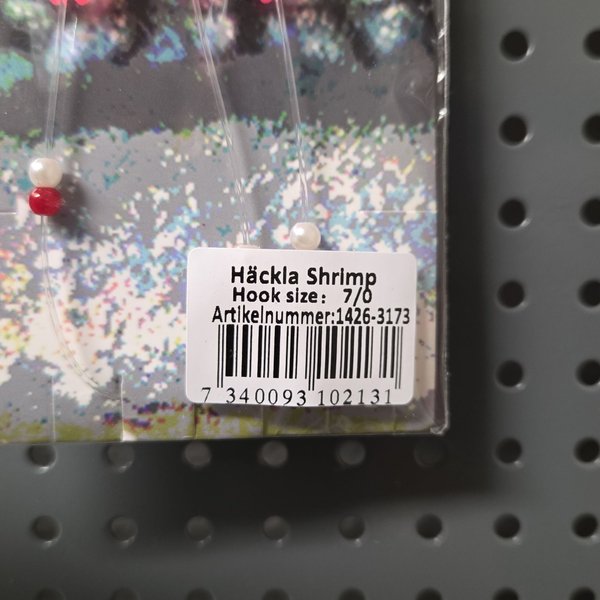 Häckla Shrimp
Hook size: 7/0
Artikelnummer:1426-3173
7 340093 102131